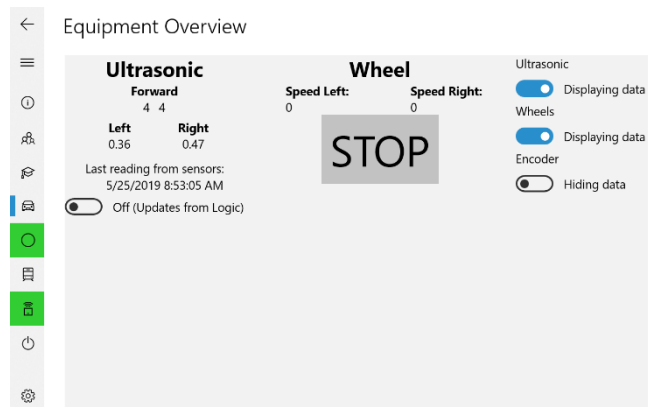 Equipment Overview
Ultrasonic
Forward
4 4
Left Right
0.36 0.47
Last reading from sensors:
5/25/2019 8:53:05 AM
Off (Updates from Logic)
Wheel
Speed Left: Speed Right:
0 0
STOP
Ultrasonic
Displaying data
Wheels
Displaying data
Encoder
Hiding data